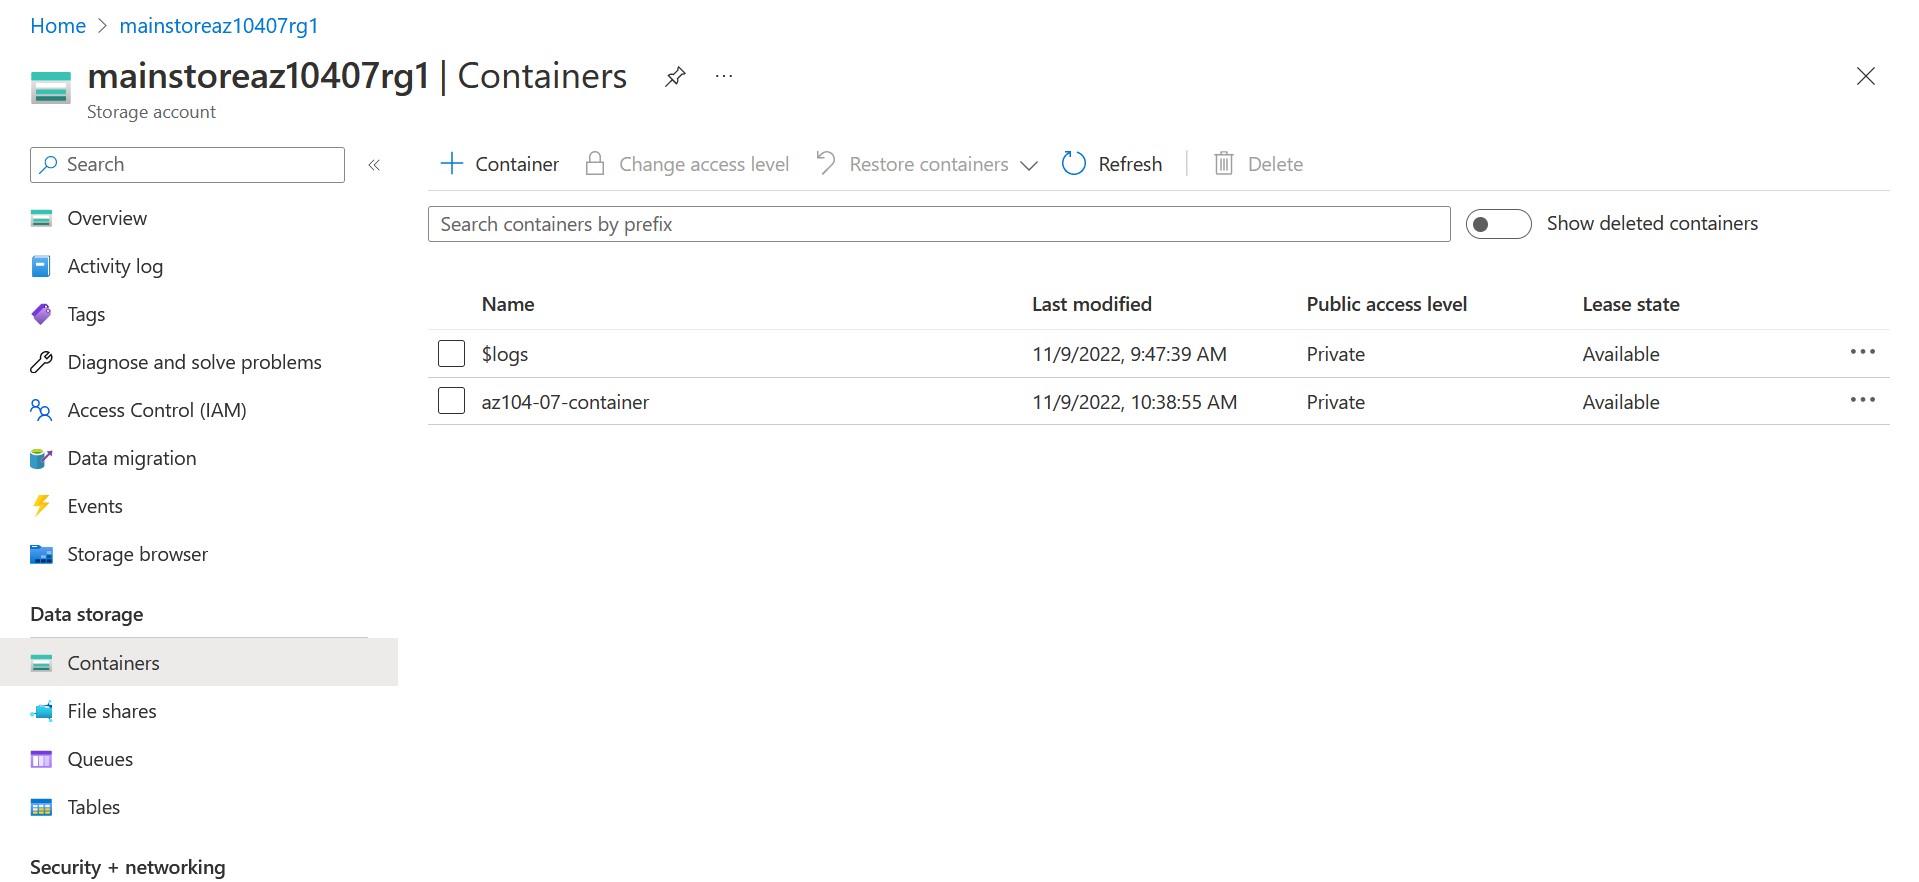 Home > mainstoreaz10407rg1
mainstoreaz10407rg1 | Containers ...
Storage account
Search «
+ Container Change access level Restore containers Refresh Delete
Search containers by prefix Show deleted containers
Name Last modified Public access level Lease state
$logs 11/9/2022, 9:47:39 AM Private Available ...
az104-07-container 11/9/2022, 10:38:55 AM Private Available ...
Overview
Activity log
Tags
Diagnose and solve problems
Access Control (IAM)
Data migration
Events
Storage browser
Data storage
Containers
File shares
Queues
Tables
Security + networking